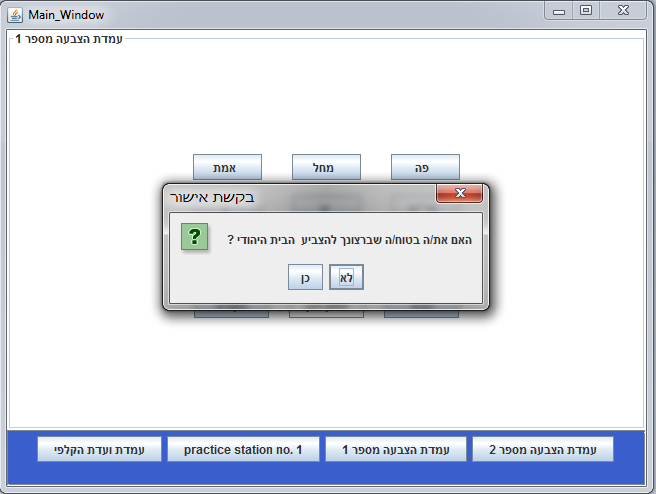 Main_Window
עמדת הצבעה מספר 1
אמת
מחל
פה
בקשת אישור
האם את/ה בטוח/ה שברצונך להצביע הבית היהודי ?
כן
לא
עמדת ועדת הקלפי
practice station no. 1
עמדת הצבעה מספר 1
עמדת הצבעה מספר 2